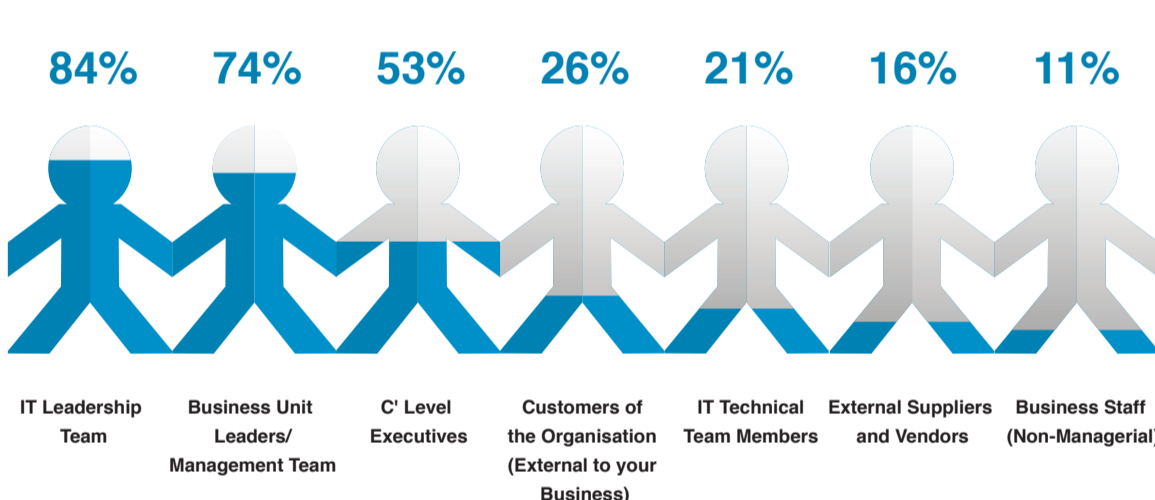 84% 74% 53% 26% 21% 16% 11%
IT Leadership
Team
Business Unit
Leaders/
Management Team
C' Level
Executives
Customers of
the Organisation
(External to your
Business)
IT Technical
Team Members
External Suppliers
and Vendors
Business Staff
(Non-Managerial)